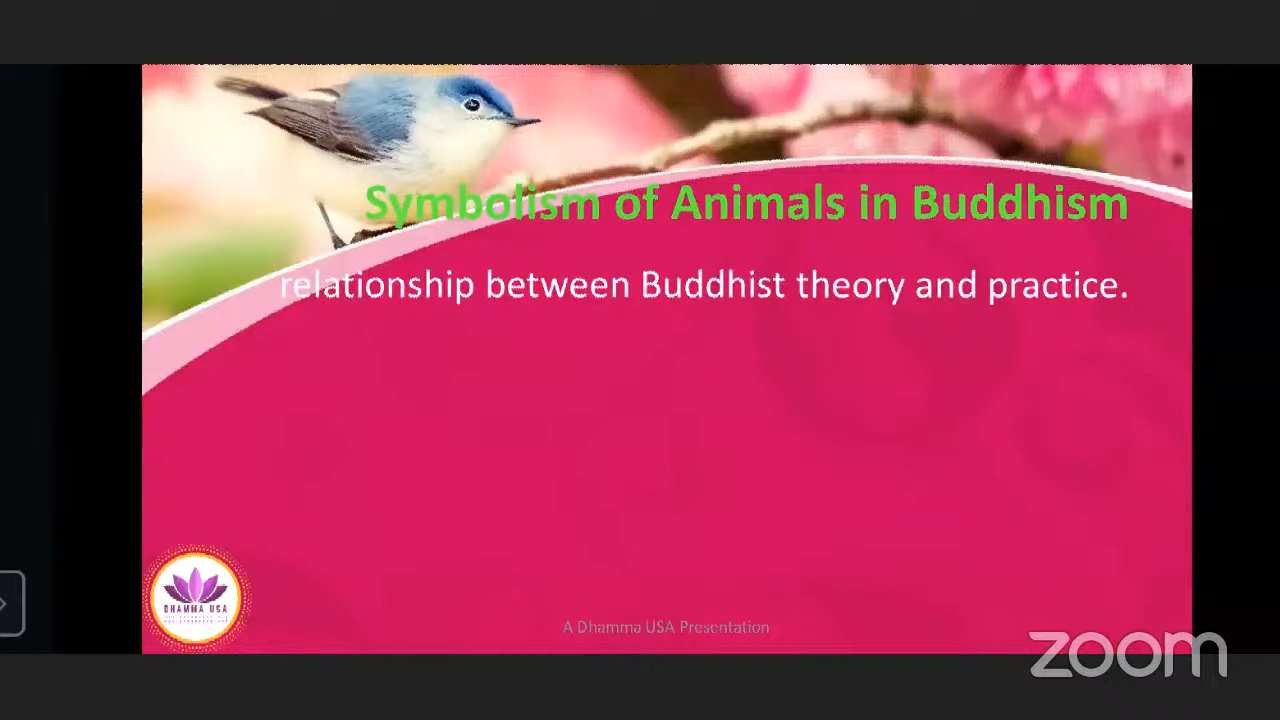 Symbolism of Animals in Buddhism
relationship between Buddhist theory and practice.
DHAMMA USA
A Dhamma USA Presentation
zoom